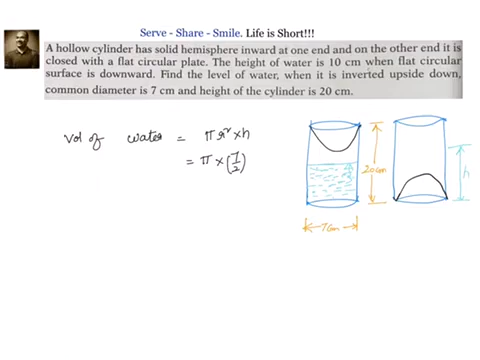 Serve - Share - Smile. Life is Short!!!
A hollow cylinder has solid hemisphere inward at one end and on the other end it is
closed with a flat circular plate. The height of water is 10 cm when flat circular
surface is downward. Find the level of water, when it is inverted upside down,
common diameter is 7 cm and height of the cylinder is 20 cm.
Vol of water = π r² × h
= π × (7/2)
20cm
h
7cm